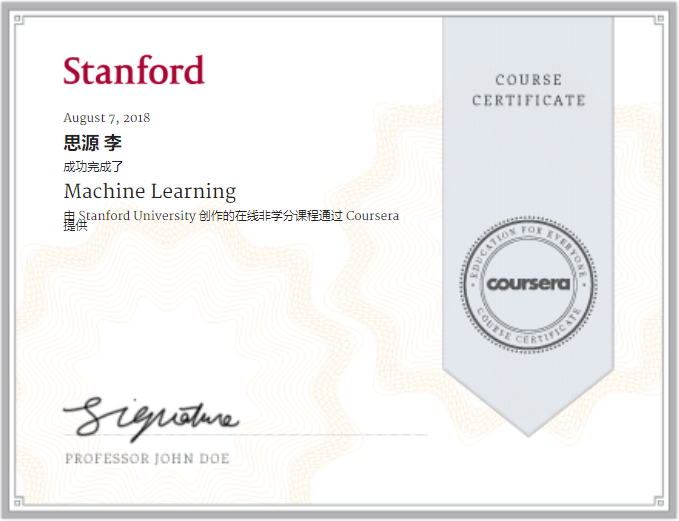 Stanford
August 7, 2018
思源 李
成功完成了
Machine Learning
由 Stanford University 创作的在线非学分课程通过 Coursera
提供
COURSE
CERTIFICATE
EDUCATION FOR EVERYONE
coursera
COURSE CERTIFICATE
Signature
PROFESSOR JOHN DOE